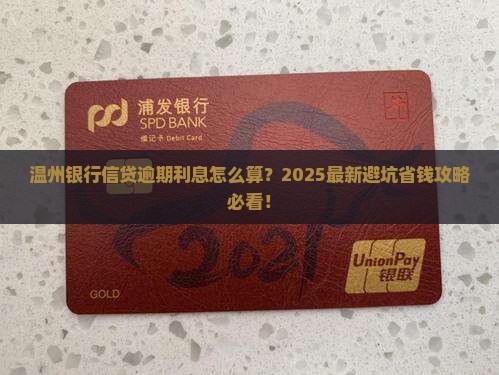 浦发银行
SPD BANK
借记卡 Debit Card
牛
温州银行信贷逾期利息怎么算？2025最新避坑省钱攻略
必看！
2021
UnionPay
银联
GOLD